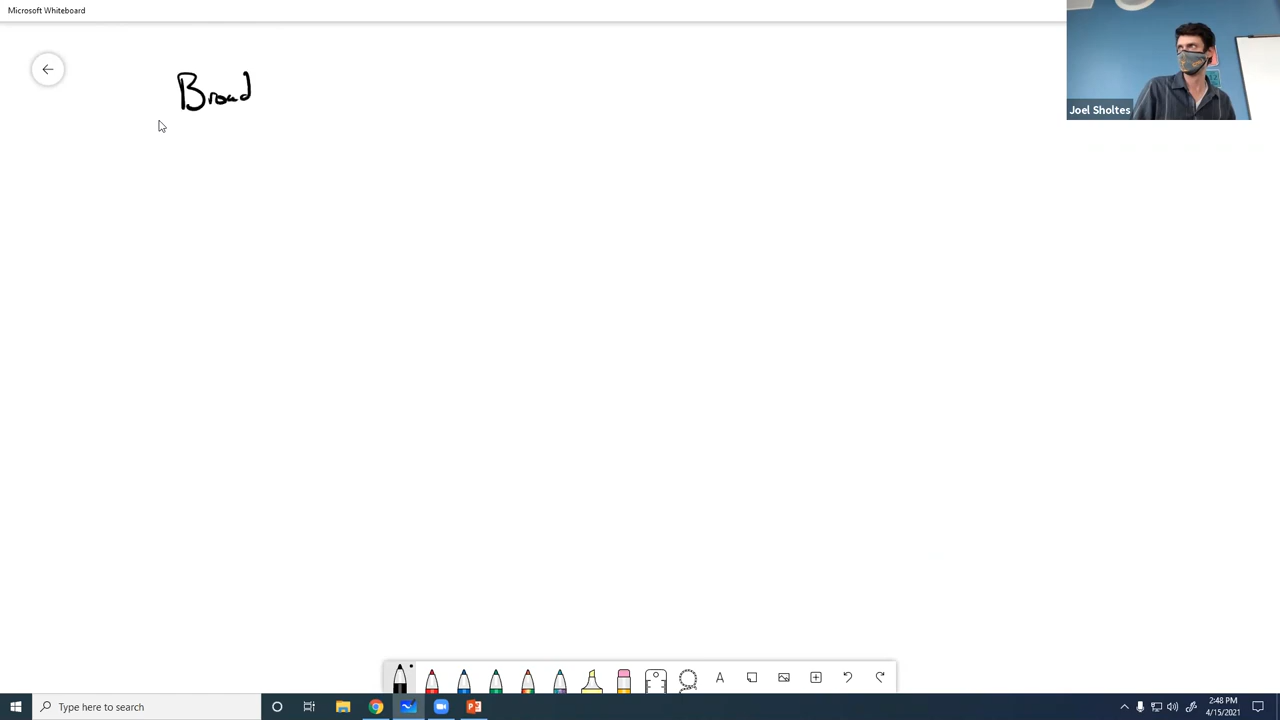 Microsoft Whiteboard
Broad
Joel Sholtes
A
Type here to search
2:48 PM
4/15/2021